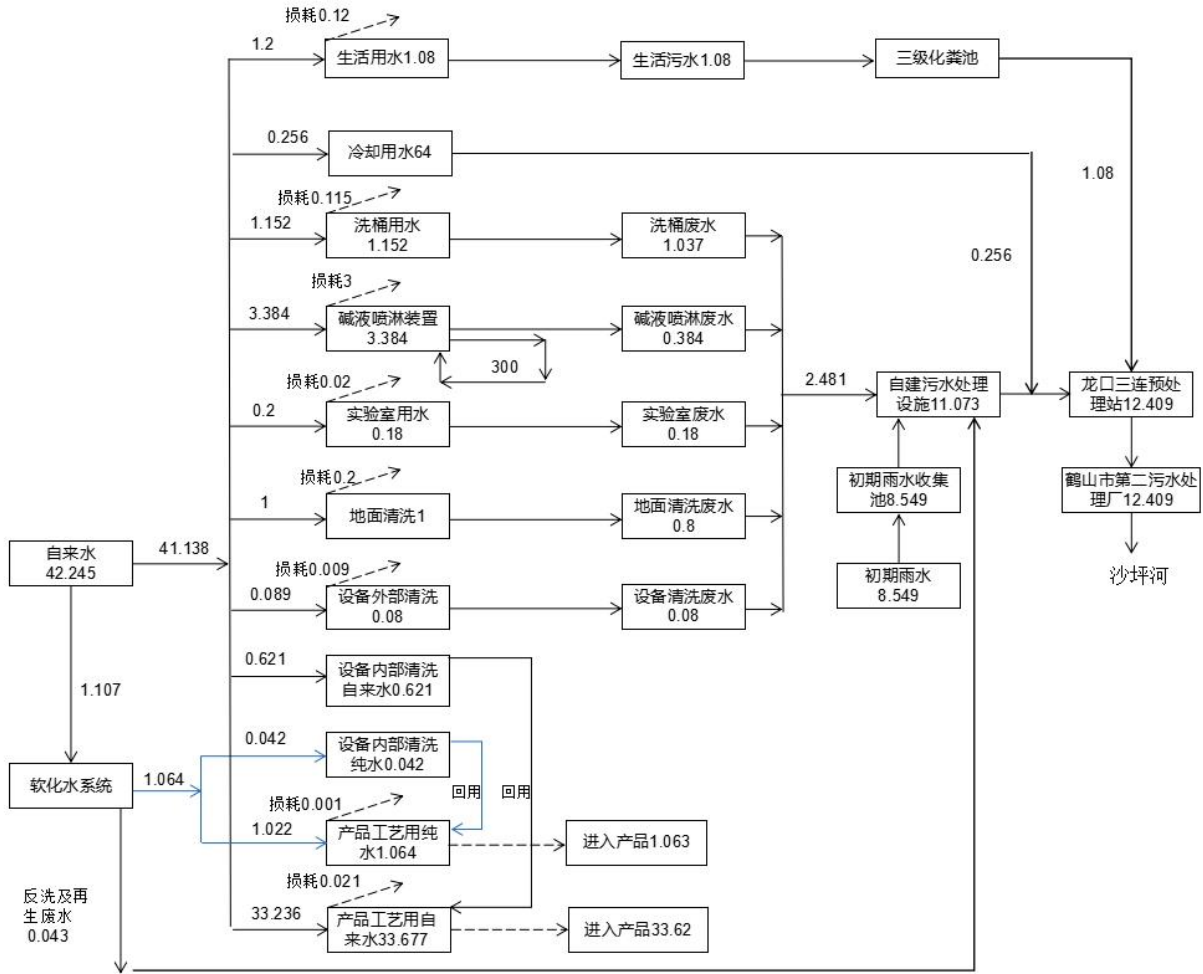 损耗0.12
1.2
生活用水1.08
生活污水1.08
三级化粪池
0.256
冷却用水64
1.08
损耗0.115
1.152
洗桶用水
1.152
洗桶废水
1.037
0.256
损耗3
3.384
碱液喷淋装置
3.384
碱液喷淋废水
0.384
300
损耗0.02
0.2
实验室用水
0.18
实验室废水
0.18
2.481
自建污水处理
设施11.073
龙口三连预处
理站12.409
损耗0.2
1
地面清洗1
地面清洗废水
0.8
初期雨水收集
池8.549
鹤山市第二污水处
理厂12.409
自来水
42.245
41.138
损耗0.009
0.089
设备外部清洗
0.08
设备清洗废水
0.08
初期雨水
8.549
沙坪河
0.621
设备内部清洗
自来水0.621
1.107
0.042
设备内部清洗
纯水0.042
软化水系统
1.064
回用
回用
损耗0.001
1.022
产品工艺用纯
水1.064
进入产品1.063
损耗0.021
33.236
产品工艺用自
来水33.677
进入产品33.62
反洗及再
生废水
0.043